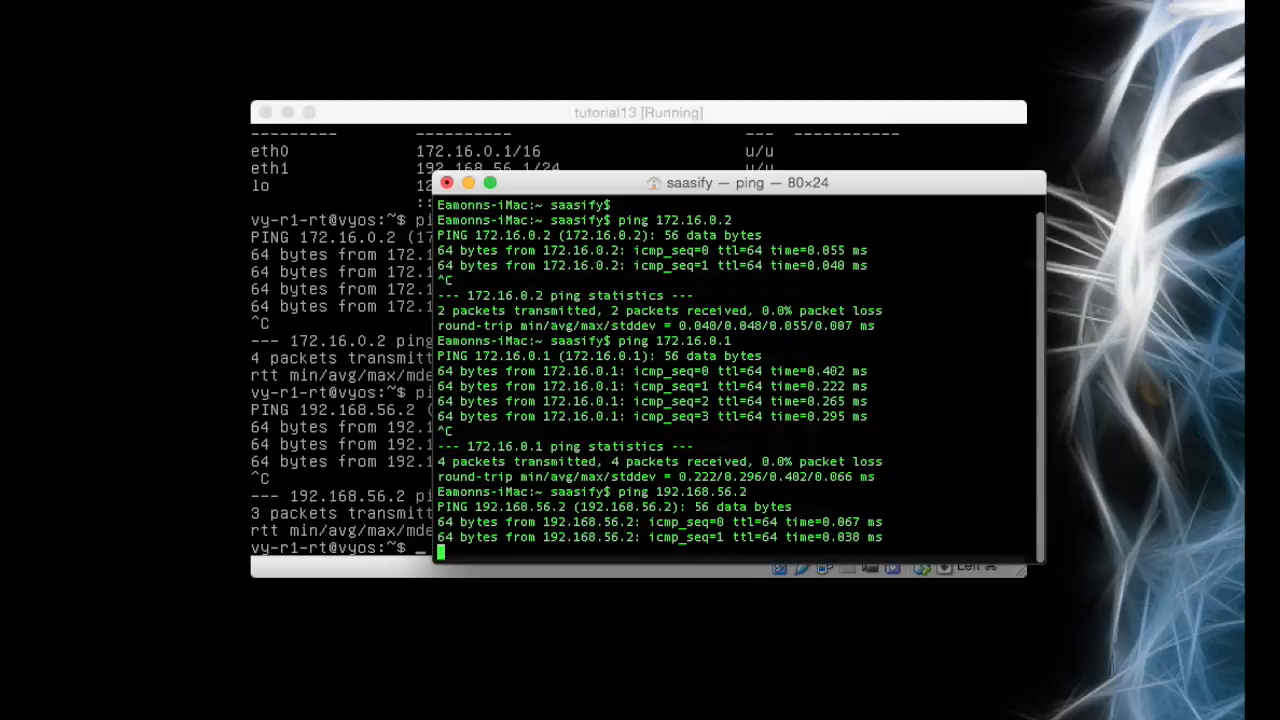 tutorial13 [Running]
--------- ---------- --- -----------
eth0 172.16.0.1/16 u/u
eth1 192.168.56.1/24 u/u
lo 12
::
vy-r1-rt@vyos:~$ pi
PING 172.16.0.2 (17
64 bytes from 172.1
64 bytes from 172.1
64 bytes from 172.1
64 bytes from 172.1
^C
--- 172.16.0.2 ping
4 packets transmitt
rtt min/avg/max/mde
vy-r1-rt@vyos:~$ pi
PING 192.168.56.2 (
64 bytes from 192.1
64 bytes from 192.1
64 bytes from 192.1
^C
--- 192.168.56.2 pi
3 packets transmitt
rtt min/avg/max/mde
vy-r1-rt@vyos:~$ _
Left ⌘
saasify — ping — 80×24
Eamonns-iMac:~ saasify$
Eamonns-iMac:~ saasify$ ping 172.16.0.2
PING 172.16.0.2 (172.16.0.2): 56 data bytes
64 bytes from 172.16.0.2: icmp_seq=0 ttl=64 time=0.055 ms
64 bytes from 172.16.0.2: icmp_seq=1 ttl=64 time=0.040 ms
^C
--- 172.16.0.2 ping statistics ---
2 packets transmitted, 2 packets received, 0.0% packet loss
round-trip min/avg/max/stddev = 0.040/0.048/0.055/0.007 ms
Eamonns-iMac:~ saasify$ ping 172.16.0.1
PING 172.16.0.1 (172.16.0.1): 56 data bytes
64 bytes from 172.16.0.1: icmp_seq=0 ttl=64 time=0.402 ms
64 bytes from 172.16.0.1: icmp_seq=1 ttl=64 time=0.222 ms
64 bytes from 172.16.0.1: icmp_seq=2 ttl=64 time=0.265 ms
64 bytes from 172.16.0.1: icmp_seq=3 ttl=64 time=0.295 ms
^C
--- 172.16.0.1 ping statistics ---
4 packets transmitted, 4 packets received, 0.0% packet loss
round-trip min/avg/max/stddev = 0.222/0.296/0.402/0.066 ms
Eamonns-iMac:~ saasify$ ping 192.168.56.2
PING 192.168.56.2 (192.168.56.2): 56 data bytes
64 bytes from 192.168.56.2: icmp_seq=0 ttl=64 time=0.067 ms
64 bytes from 192.168.56.2: icmp_seq=1 ttl=64 time=0.038 ms